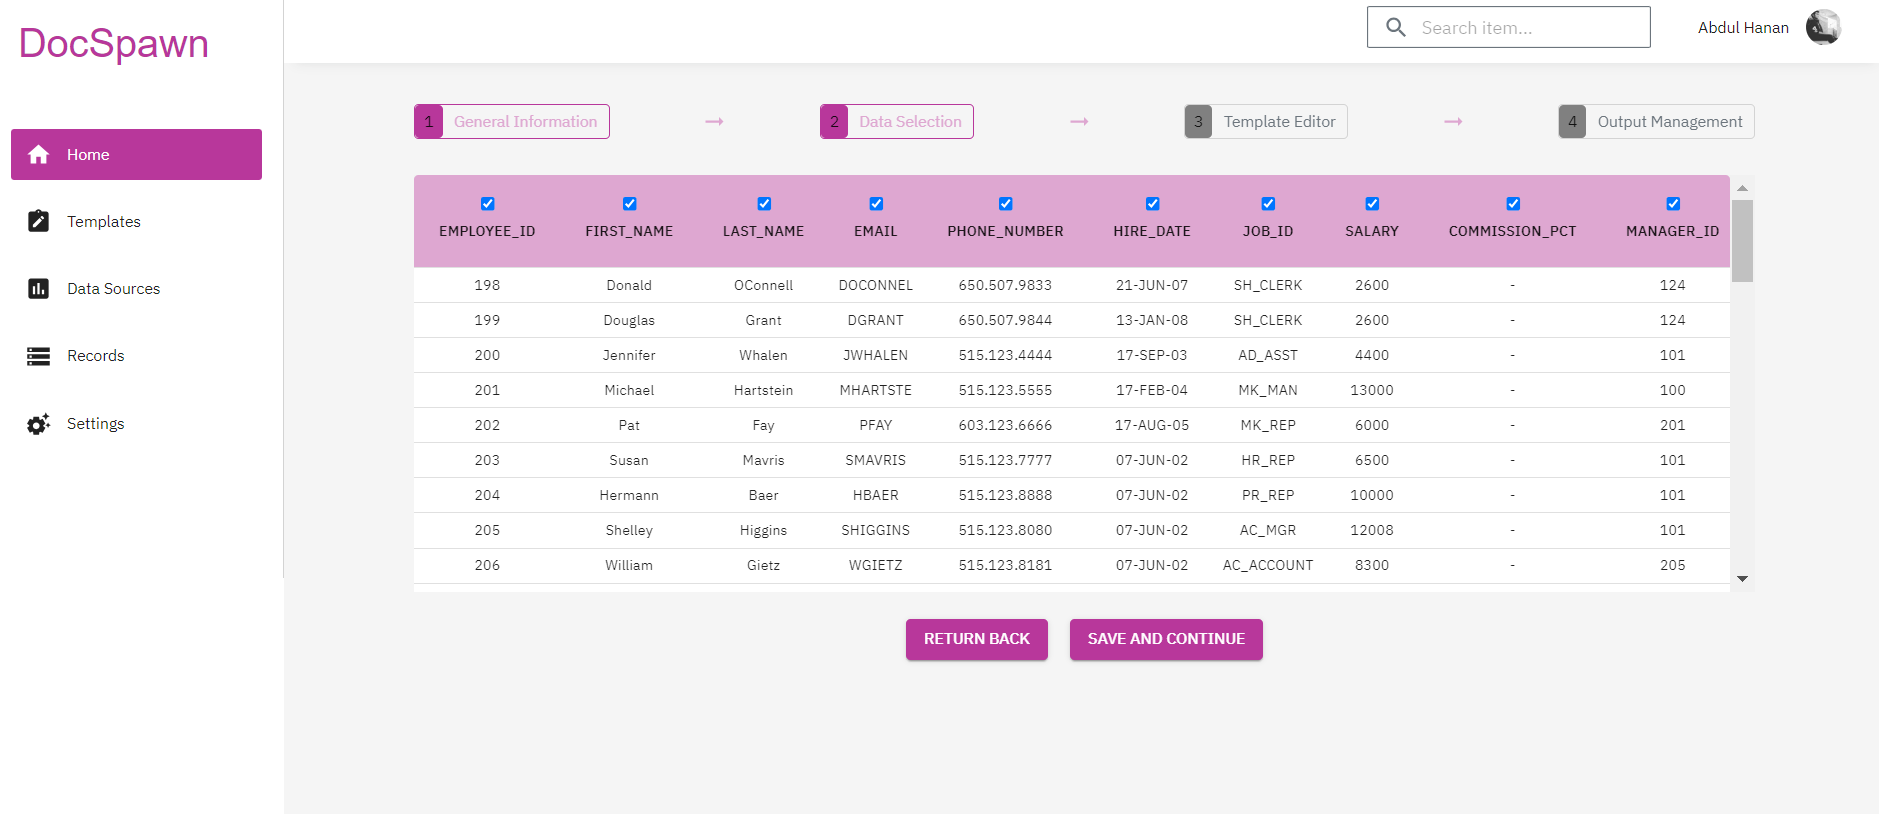 DocSpawn
Search item...
Abdul Hanan
Home
Templates
Data Sources
Records
Settings
1 General Information → 2 Data Selection → 3 Template Editor → 4 Output Management
EMPLOYEE_ID FIRST_NAME LAST_NAME EMAIL PHONE_NUMBER HIRE_DATE JOB_ID SALARY COMMISSION_PCT MANAGER_ID
198 Donald OConnell DOCONNEL 650.507.9833 21-JUN-07 SH_CLERK 2600 - 124
199 Douglas Grant DGRANT 650.507.9844 13-JAN-08 SH_CLERK 2600 - 124
200 Jennifer Whalen JWHALEN 515.123.4444 17-SEP-03 AD_ASST 4400 - 101
201 Michael Hartstein MHARTSTE 515.123.5555 17-FEB-04 MK_MAN 13000 - 100
202 Pat Fay PFAY 603.123.6666 17-AUG-05 MK_REP 6000 - 201
203 Susan Mavris SMAVRIS 515.123.7777 07-JUN-02 HR_REP 6500 - 101
204 Hermann Baer HBAER 515.123.8888 07-JUN-02 PR_REP 10000 - 101
205 Shelley Higgins SHIGGINS 515.123.8080 07-JUN-02 AC_MGR 12008 - 101
206 William Gietz WGIETZ 515.123.8181 07-JUN-02 AC_ACCOUNT 8300 - 205
RETURN BACK
SAVE AND CONTINUE